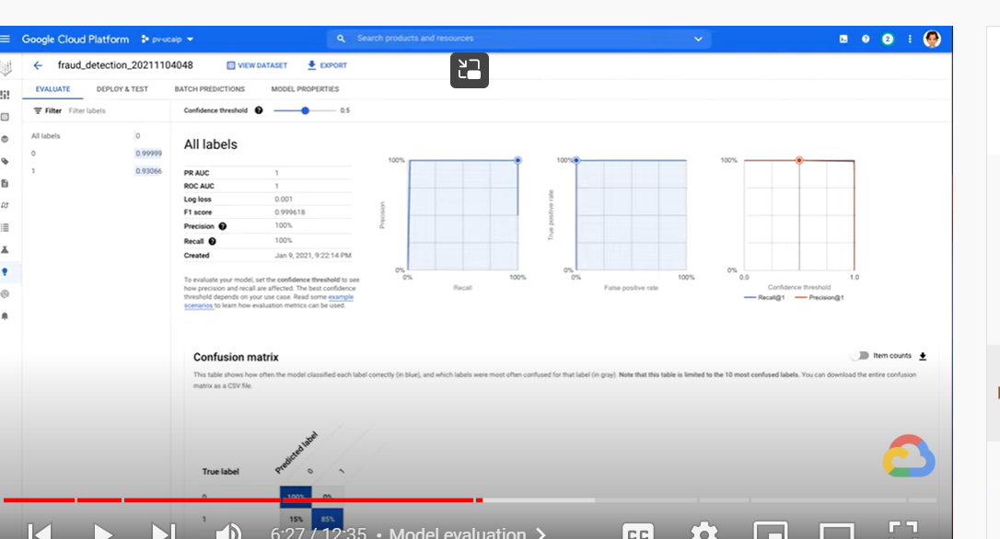 Google Cloud Platform pv-ucaip Search products and resources 2
fraud_detection_20211104048 VIEW DATASET EXPORT
EVALUATE DEPLOY & TEST BATCH PREDICTIONS MODEL PROPERTIES
Filter Filter labels Confidence threshold ? 0.5
All labels 0
0 0.99999
1 0.93066
All labels
PR AUC 1
ROC AUC 1
Log loss 0.001
F1 score 0.999618
Precision ? 100%
Recall ? 100%
Created Jan 9, 2021, 9:22:14 PM
To evaluate your model, set the confidence threshold to see
how precision and recall are affected. The best confidence
threshold depends on your use case. Read some example
scenarios to learn how evaluation metrics can be used.
100%
Precision
0%
0% 100%
Recall
100%
True positive rate
0%
0% 100%
False positive rate
100%
0%
0.0 1.0
Confidence threshold
Recall@1 Precision@1
Confusion matrix Item counts
This table shows how often the model classified each label correctly (in blue), and which labels were most often confused for that label (in gray). Note that this table is limited to the 10 most confused labels. You can download the entire confusion
matrix as a CSV file.
Predicted label
True label 0 1
0 100% 0%
1 15% 85%
6:27 / 12:35 • Model evaluation
CC